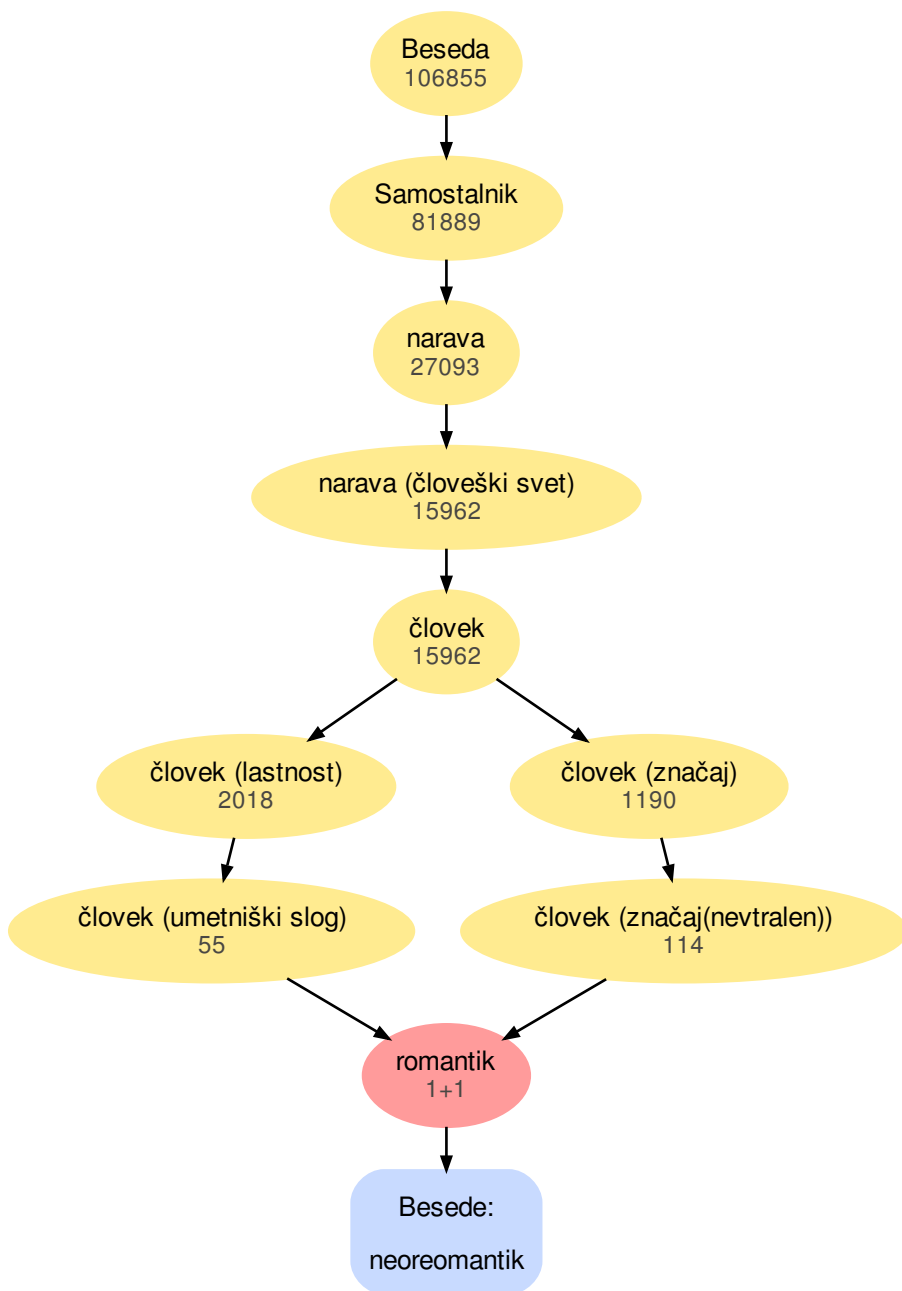 Beseda
106855
Samostalnik
81889
narava
27093
narava (človeški svet)
15962
človek
15962
človek (lastnost)
2018
človek (značaj)
1190
človek (umetniški slog)
55
človek (značaj(nevtralen))
114
romantik
1+1
Besede:
neoreomantik